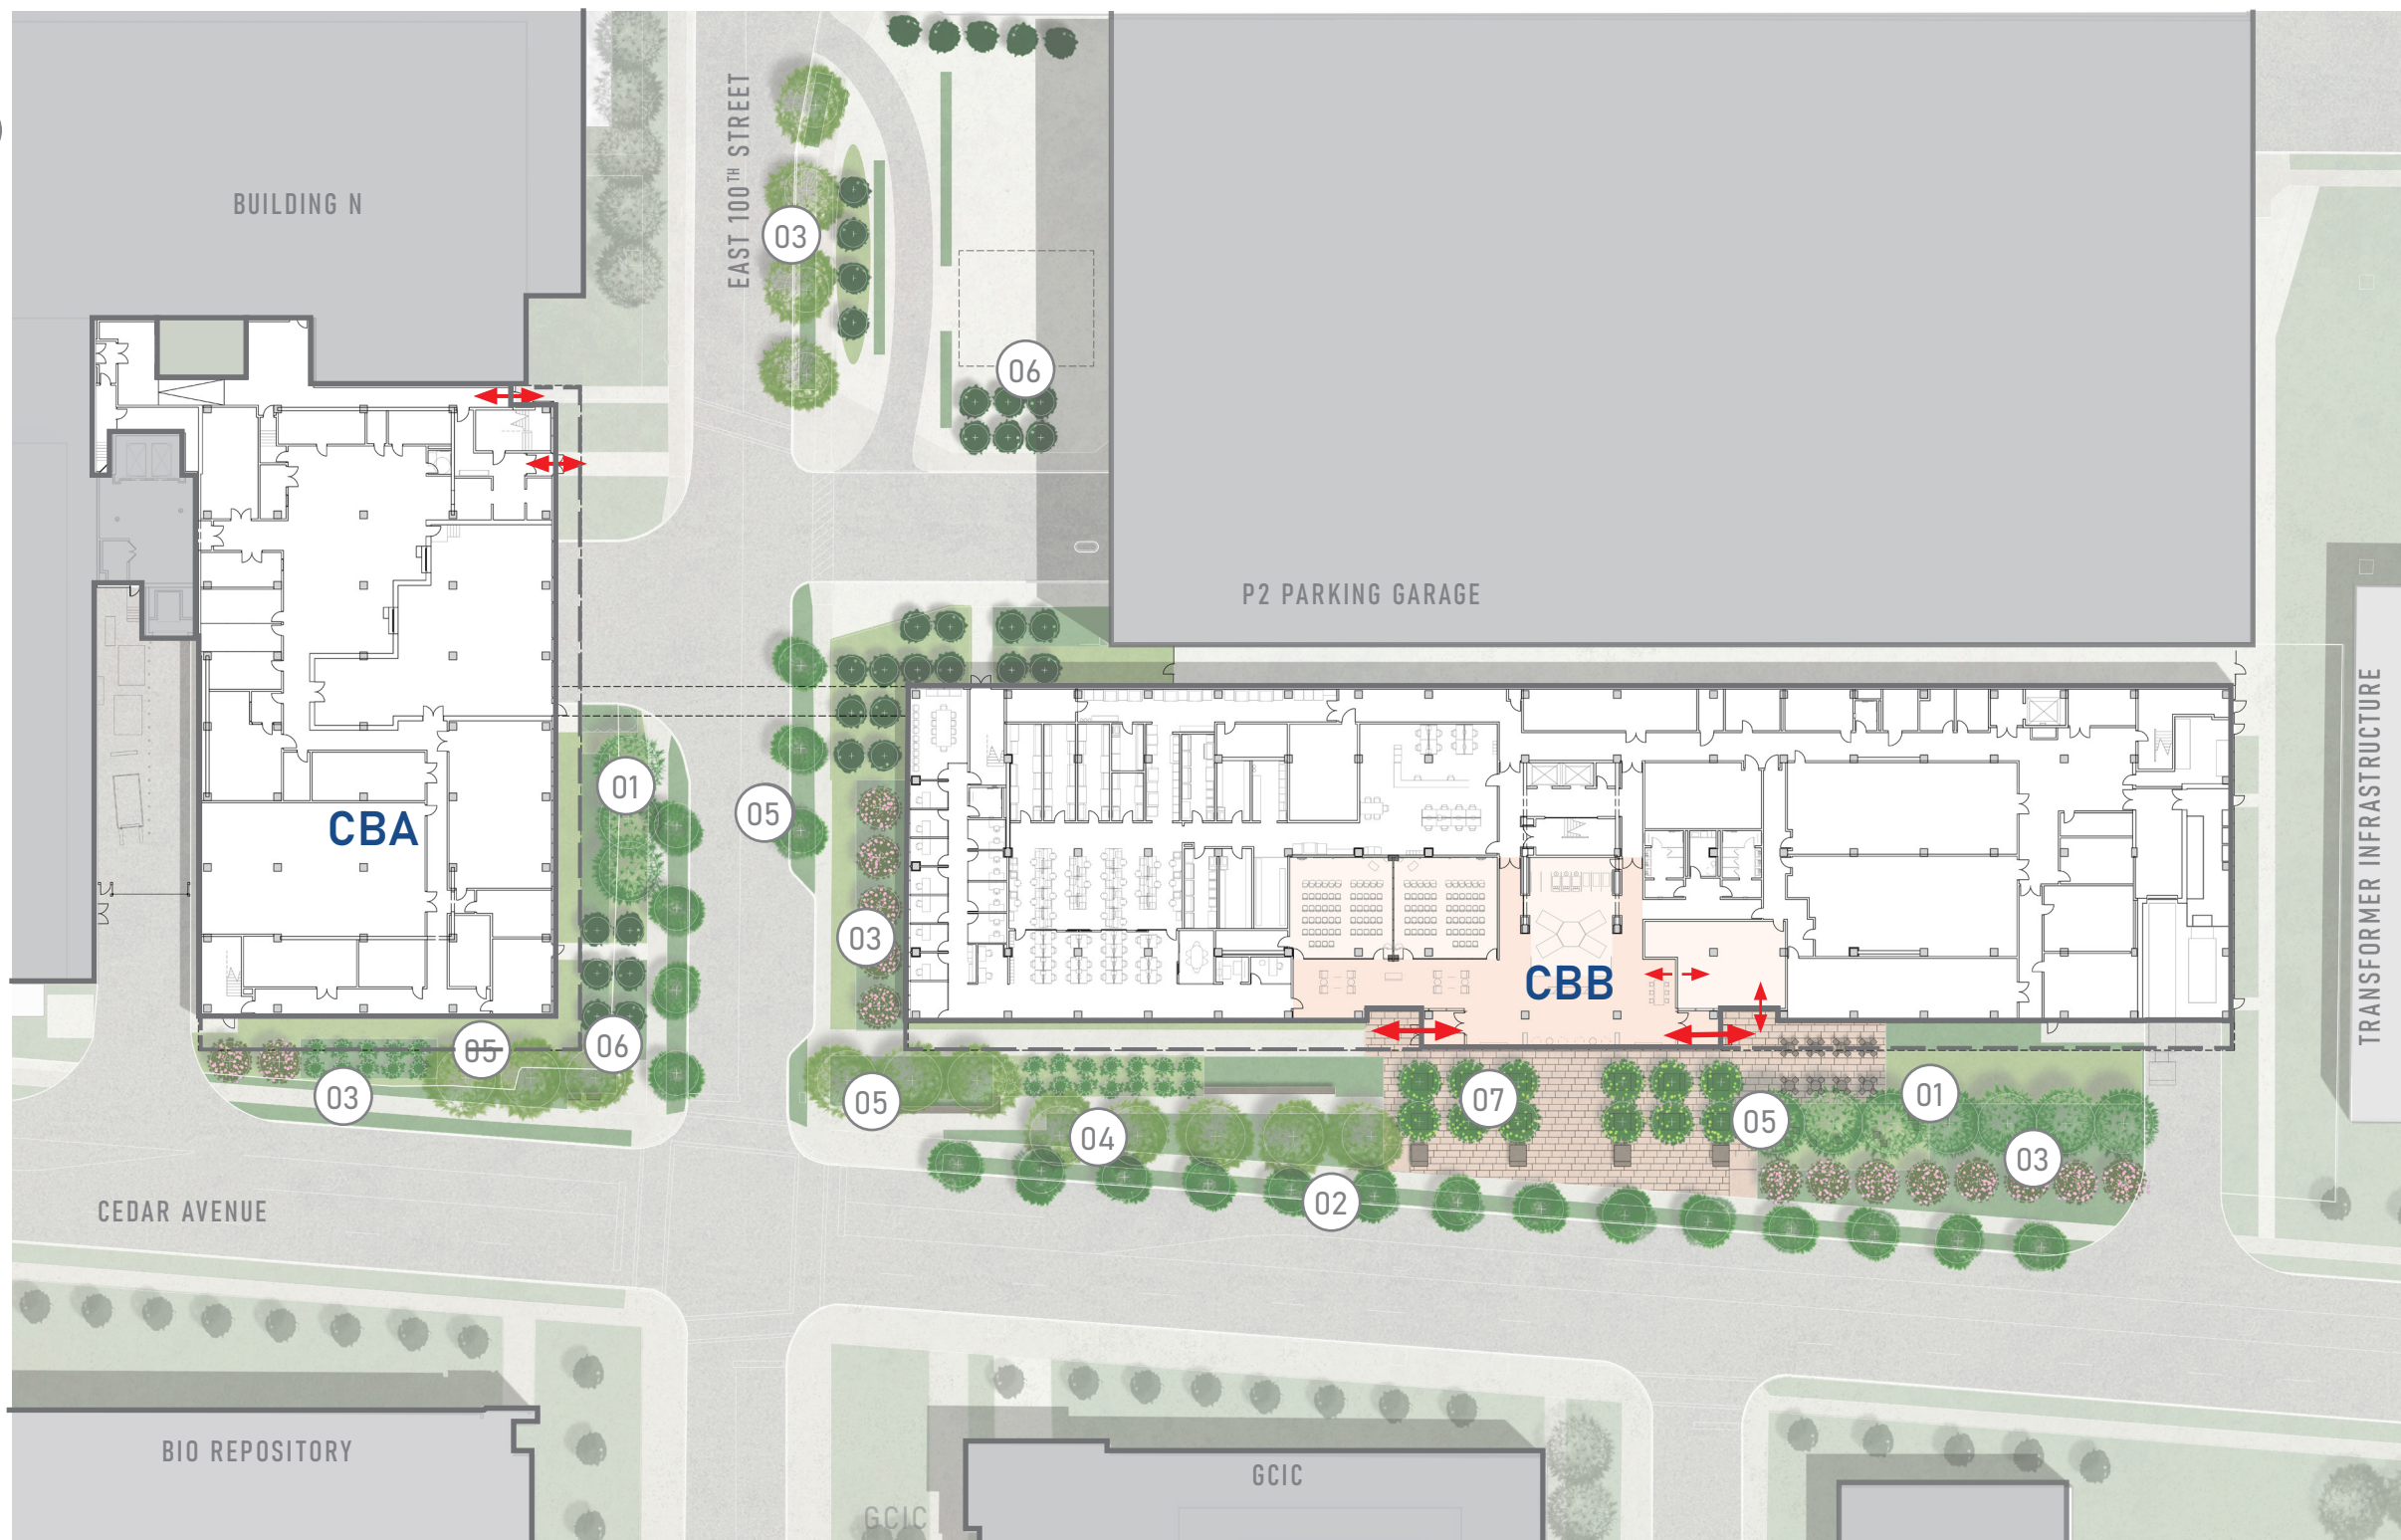 BUILDING N
EAST 100TH STREET
03
06
P2 PARKING GARAGE
TRANSFORMER INFRASTRUCTURE
01
05
CBA
03
CBB
05
06
03
05
04
07
05
01
03
02
CEDAR AVENUE
BIO REPOSITORY
GCIC
GCIC